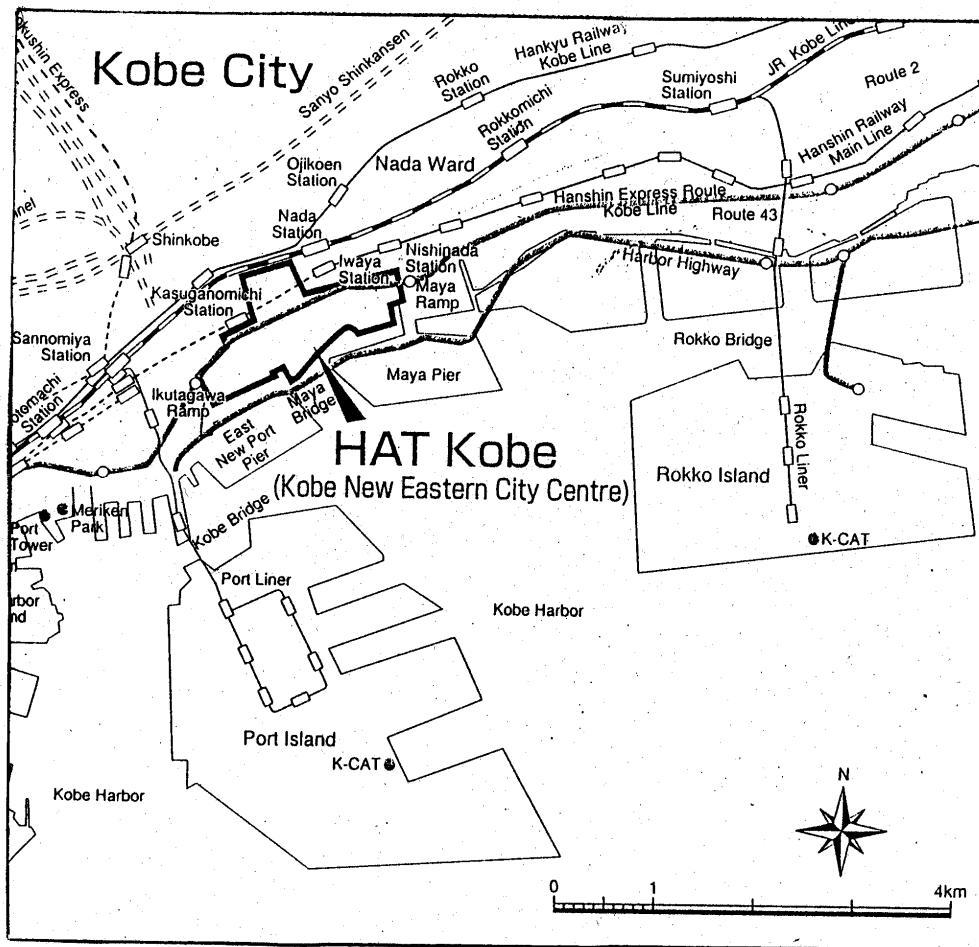 Kobe City
Sanyo Shinkansen
Hankyu Railway
Kobe Line
JR Kobe Line
Rokko
Station
Sumiyoshi
Station
Route 2
Express
Rokkomichi
Station
Hanshin Railway
Main Line
Ojikoen
Station
Nada Ward
Hanshin Express Route
Kobe Line
Route 43
Nada
Station
Shinkobe
Nishinada
Station
Iwaya
Station
Harbor Highway
Maya
Ramp
Kasuganomichi
Station
Sannomiya
Station
Rokko Bridge
Maya Pier
Ikutagawa
Ramp
Maya
Bridge
Station
East
New Port
Pier
Rokko Liner
HAT Kobe
(Kobe New Eastern City Centre)
Rokko Island
Meriken
Park
Port
Tower
Kobe Bridge
K-CAT
Port Liner
Kobe Harbor
Port Island
K-CAT
Kobe Harbor
N
0
1
4km